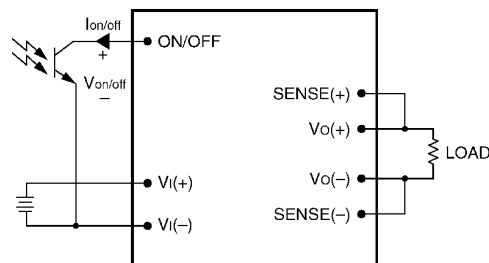 Ion/off
ON/OFF
+
Von/off
–
SENSE(+)
VO(+)
LOAD
VO(–)
SENSE(–)
VI(+)
VI(–)